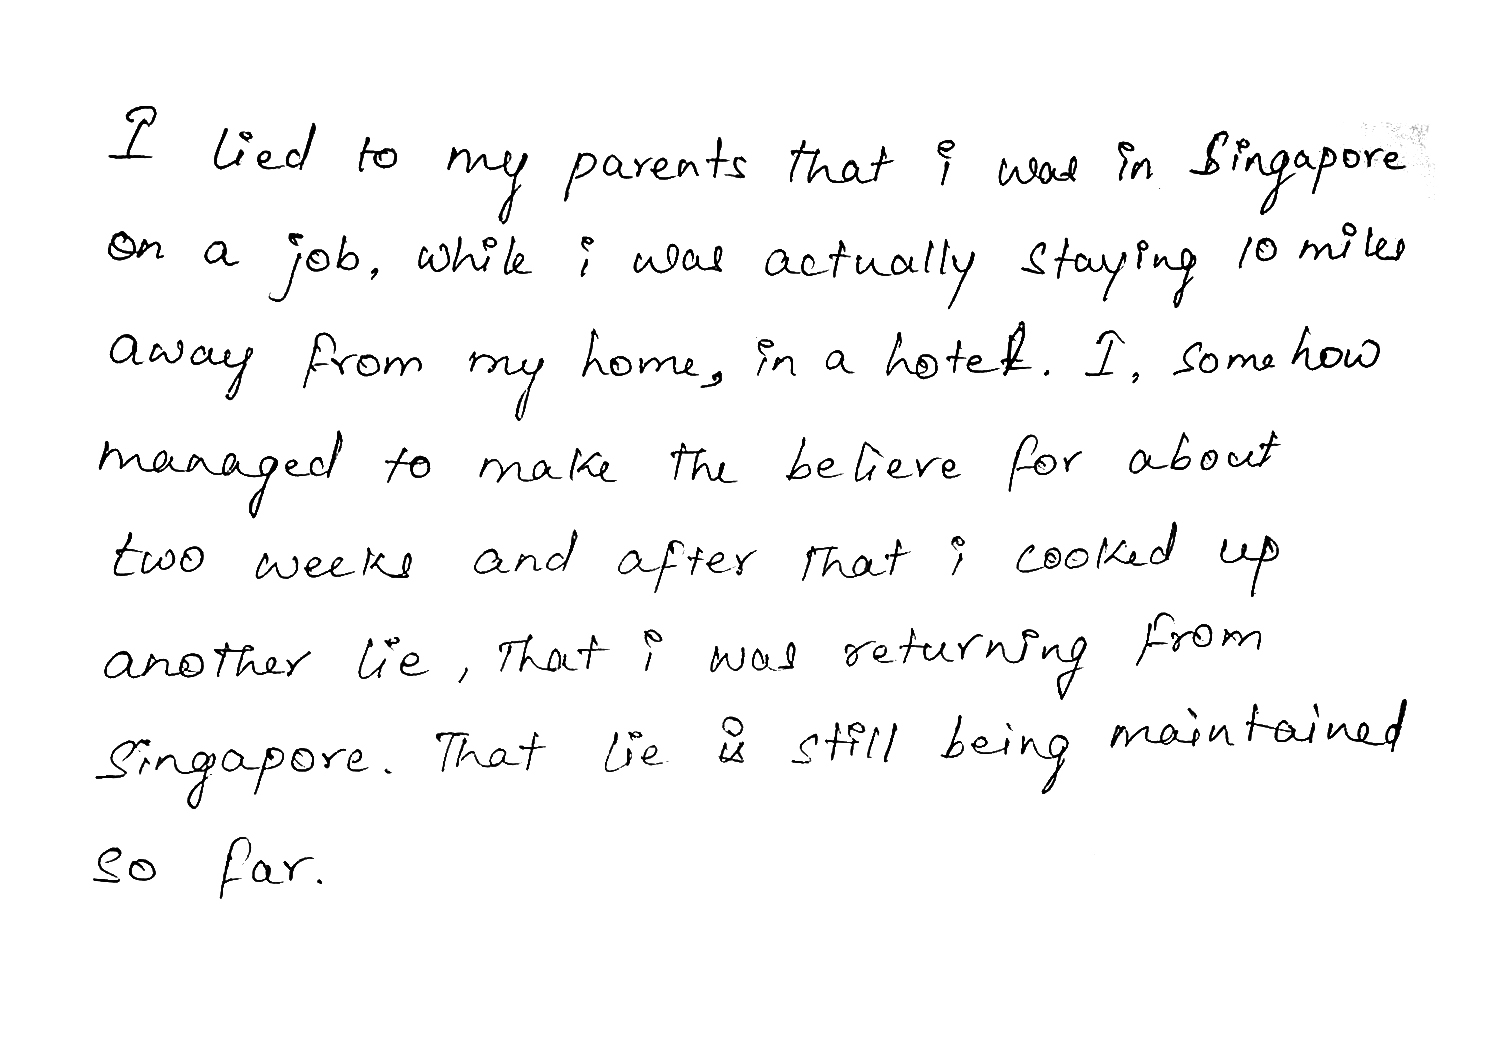 I lied to my parents that i was in Singapore
on a job, while i was actually staying 10 miles
away from my home, in a hotel. I, somehow
managed to make the believe for about
two weeks and after that i cooked up
another lie, that i was returning from
Singapore. That lie is still being maintained
so far.